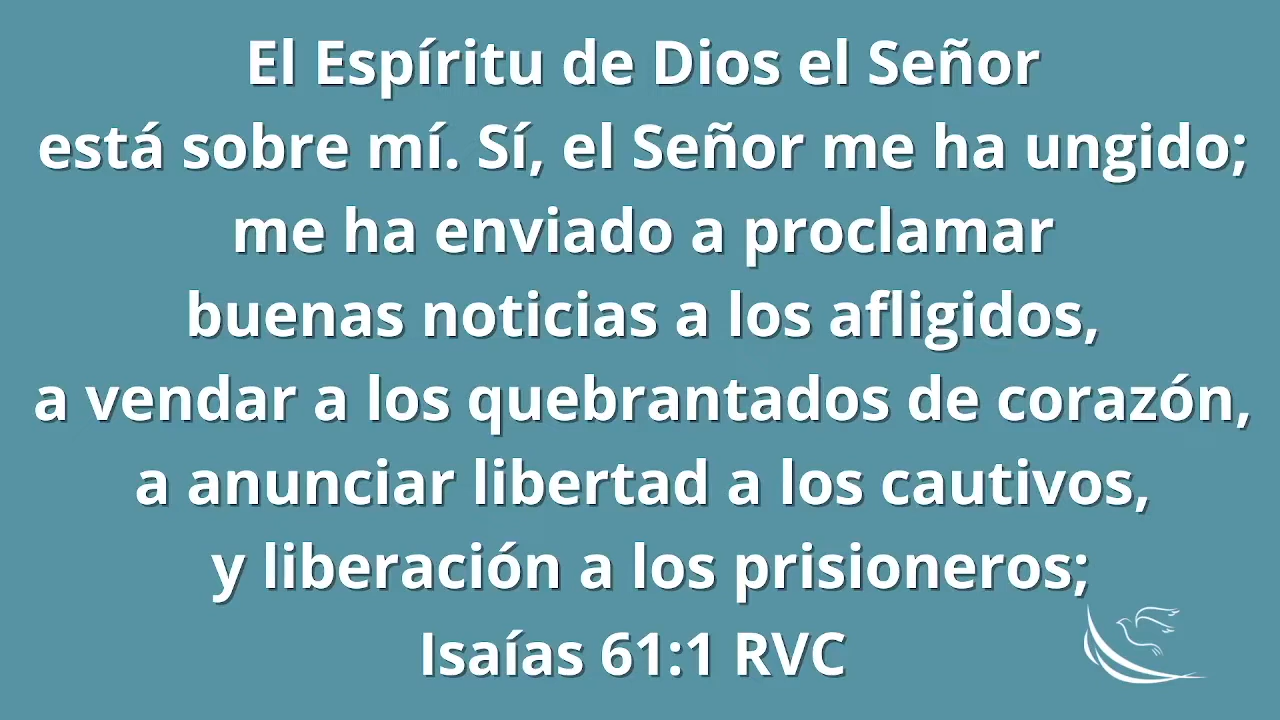 El Espíritu de Dios el Señor
está sobre mí. Sí, el Señor me ha ungido;
me ha enviado a proclamar
buenas noticias a los afligidos,
a vendar a los quebrantados de corazón,
a anunciar libertad a los cautivos,
y liberación a los prisioneros;
Isaías 61:1 RVC